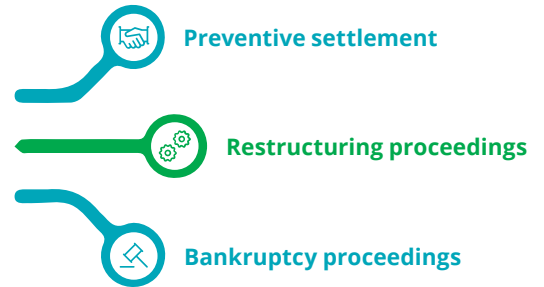 Preventive settlement
Restructuring proceedings
Bankruptcy proceedings